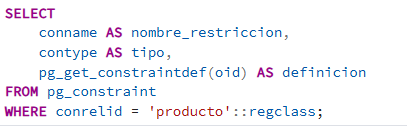 SELECT
    conname AS nombre_restriccion,
    contype AS tipo,
    pg_get_constraintdef(oid) AS definicion
FROM pg_constraint
WHERE conrelid = 'producto'::regclass;